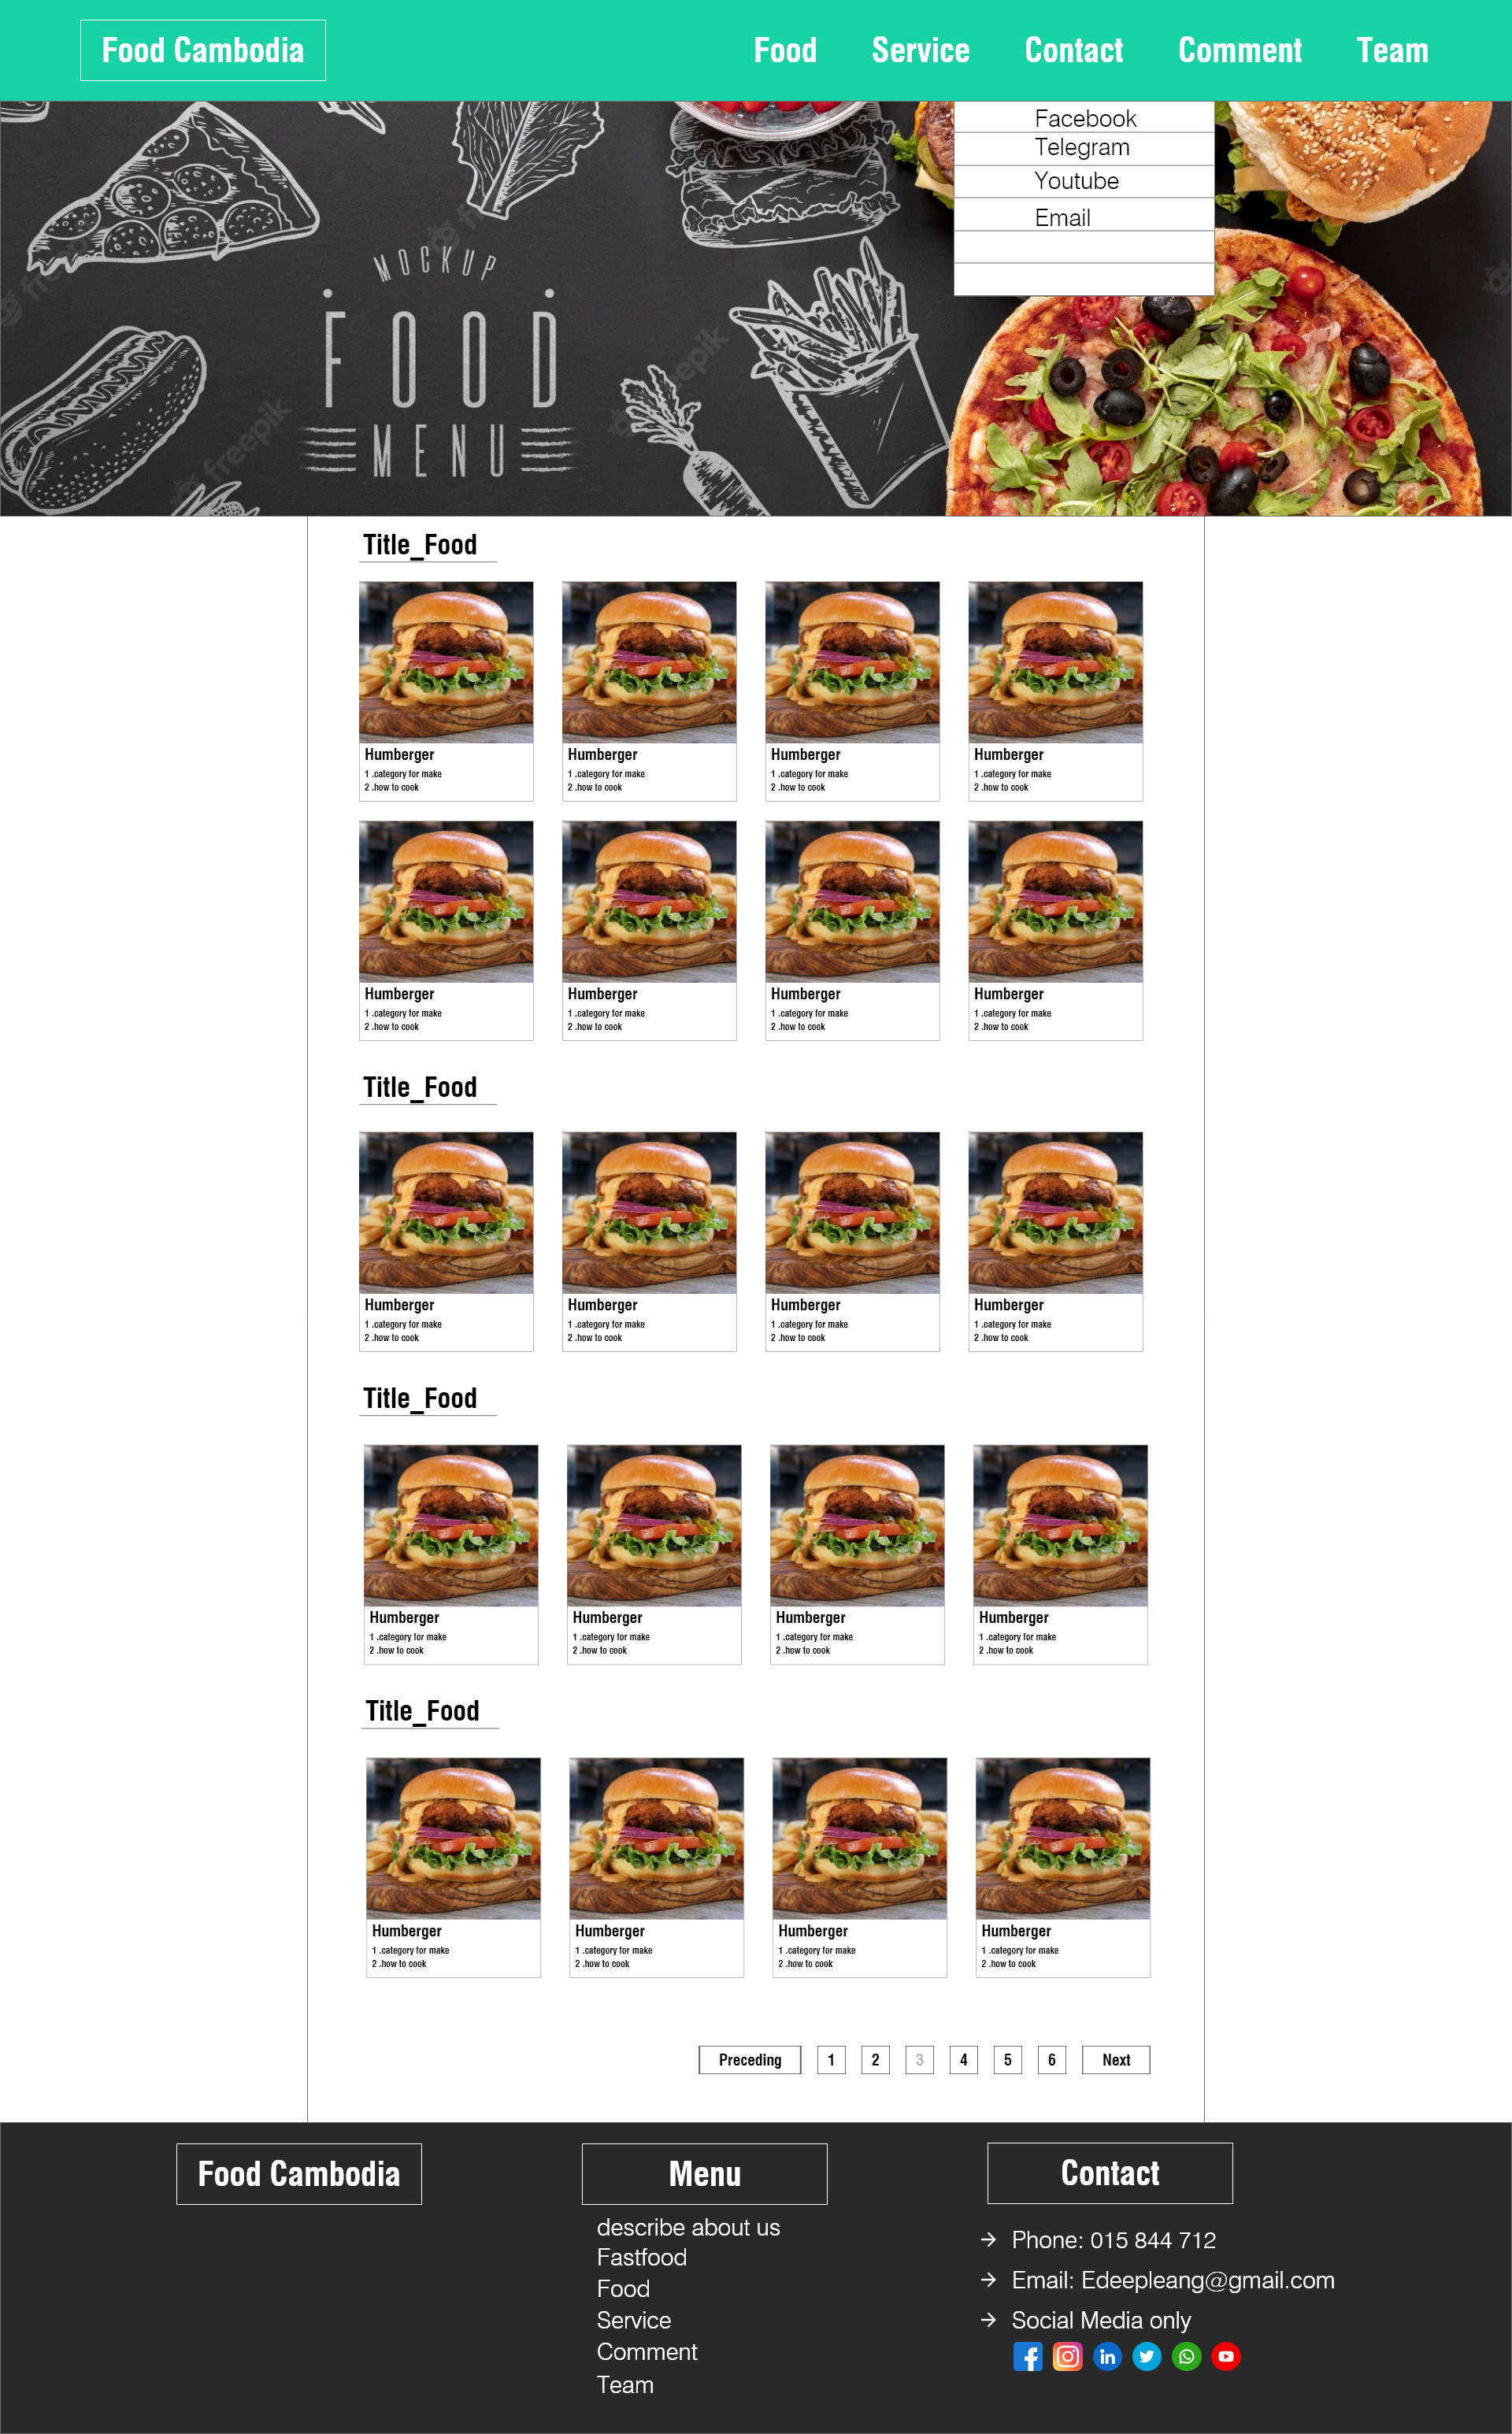 Food Cambodia
Food Service Contact Comment Team
Facebook
Telegram
Youtube
Email
MOCKUP
FOOD
MENU
freepik
freepik
freepik
Title_Food
Humberger Humberger Humberger Humberger
1 .category for make 1 .category for make 1 .category for make 1 .category for make
2 .how to cook 2 .how to cook 2 .how to cook 2 .how to cook
Humberger Humberger Humberger Humberger
1 .category for make 1 .category for make 1 .category for make 1 .category for make
2 .how to cook 2 .how to cook 2 .how to cook 2 .how to cook
Title_Food
Humberger Humberger Humberger Humberger
1 .category for make 1 .category for make 1 .category for make 1 .category for make
2 .how to cook 2 .how to cook 2 .how to cook 2 .how to cook
Title_Food
Humberger Humberger Humberger Humberger
1 .category for make 1 .category for make 1 .category for make 1 .category for make
2 .how to cook 2 .how to cook 2 .how to cook 2 .how to cook
Title_Food
Humberger Humberger Humberger Humberger
1 .category for make 1 .category for make 1 .category for make 1 .category for make
2 .how to cook 2 .how to cook 2 .how to cook 2 .how to cook
Preceding 1 2 3 4 5 6 Next
Food Cambodia
Menu
describe about us
Fastfood
Food
Service
Comment
Team
Contact
Phone: 015 844 712
Email: Edeepleang@gmail.com
Social Media only
in